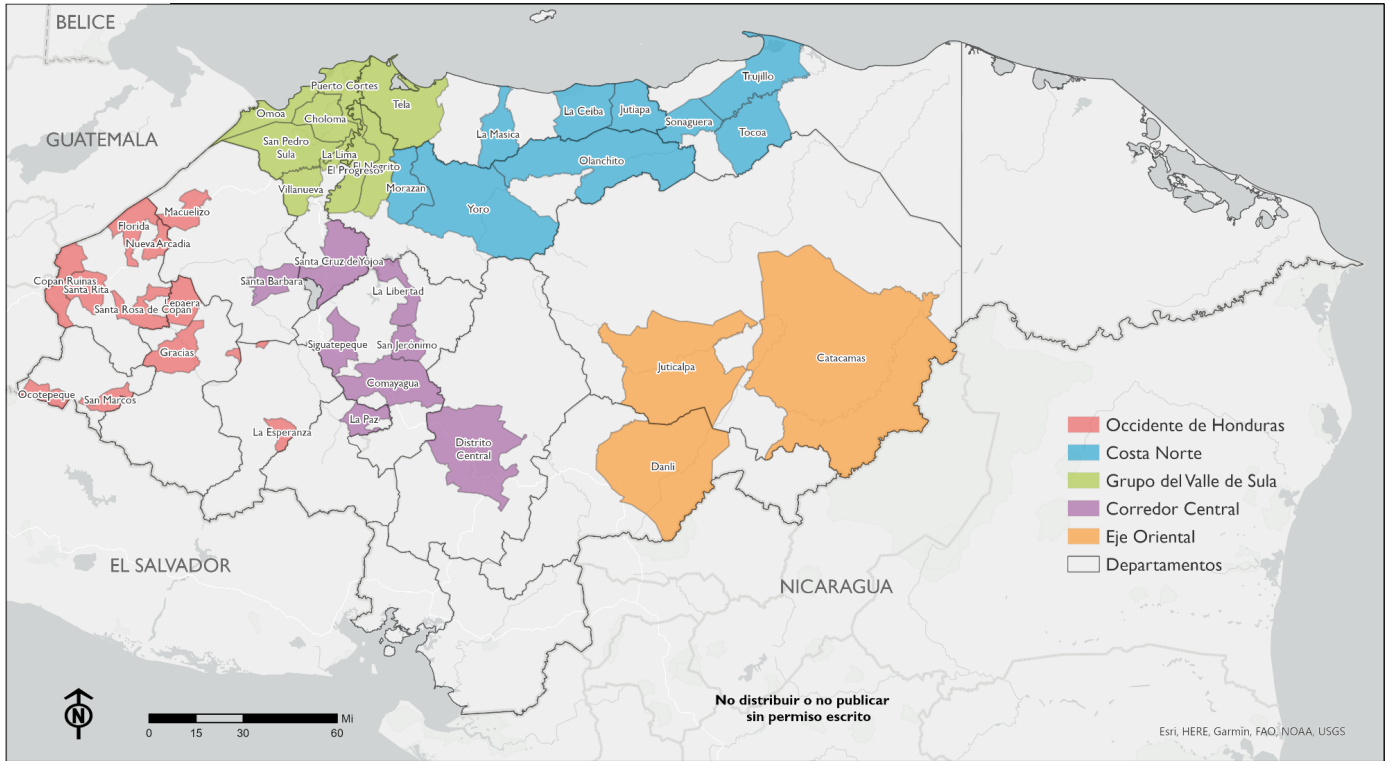 BELICE
GUATEMALA
Puerto Cortes
Tela
Omoa
Choloma
San Pedro
Sula
La Lima
El Negrito
El Progreso
Villanueva
Morazan
Yoro
La Masica
La Ceiba
Jutiapa
Sonaguera
Trujillo
Tocoa
Olanchito
Macuelizo
Florida
Nueva Arcadia
Copan Ruinas
Santa Rita
Santa Rosa de Copan
Lepaera
Gracias
Ocotepeque
San Marcos
La Esperanza
Santa Cruz de Yojoa
Santa Barbara
La Libertad
Siguatepeque
San Jerónimo
Comayagua
La Paz
Distrito
Central
Juticalpa
Catacamas
Danli
Occidente de Honduras
Costa Norte
Grupo del Valle de Sula
Corredor Central
Eje Oriental
Departamentos
EL SALVADOR
NICARAGUA
N
0 15 30 60
Mi
No distribuir o no publicar
sin permiso escrito
Esri, HERE, Garmin, FAO, NOAA, USGS